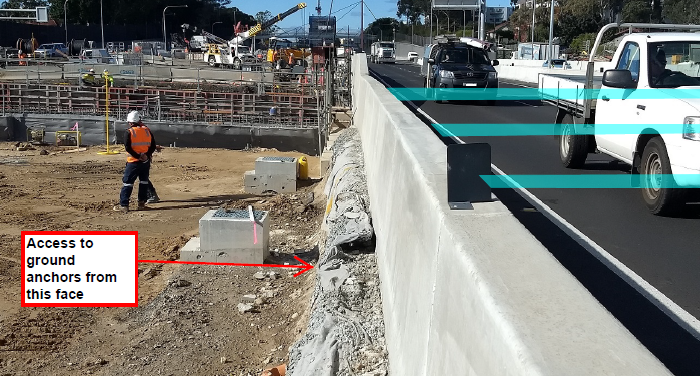 Access to
ground
anchors from
this face